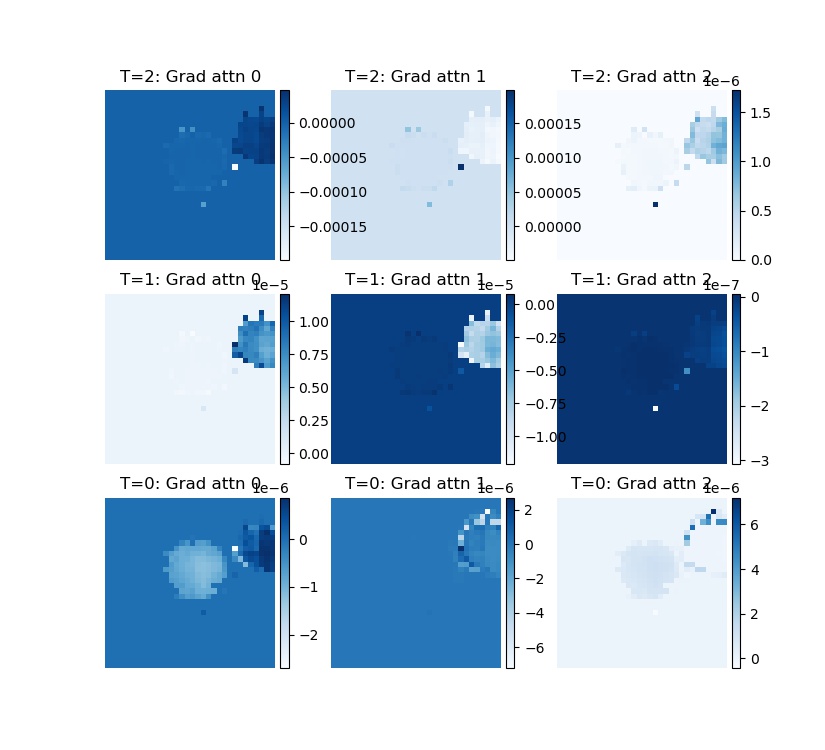 T=2: Grad attn 0
T=2: Grad attn 1
T=2: Grad attn 2
1e−6
0.00000
−0.00005
−0.00010
−0.00015
0.00015
0.00010
0.00005
0.00000
1.5
1.0
0.5
0.0
T=1: Grad attn 0
1e−5
T=1: Grad attn 1
1e−5
T=1: Grad attn 2
1e−7
1.00
0.75
0.50
0.25
0.00
0.00
−0.25
−0.50
−0.75
−1.00
0
−1
−2
−3
T=0: Grad attn 0
1e−6
T=0: Grad attn 1
1e−6
T=0: Grad attn 2
1e−6
0
−1
−2
2
0
−2
−4
−6
6
4
2
0